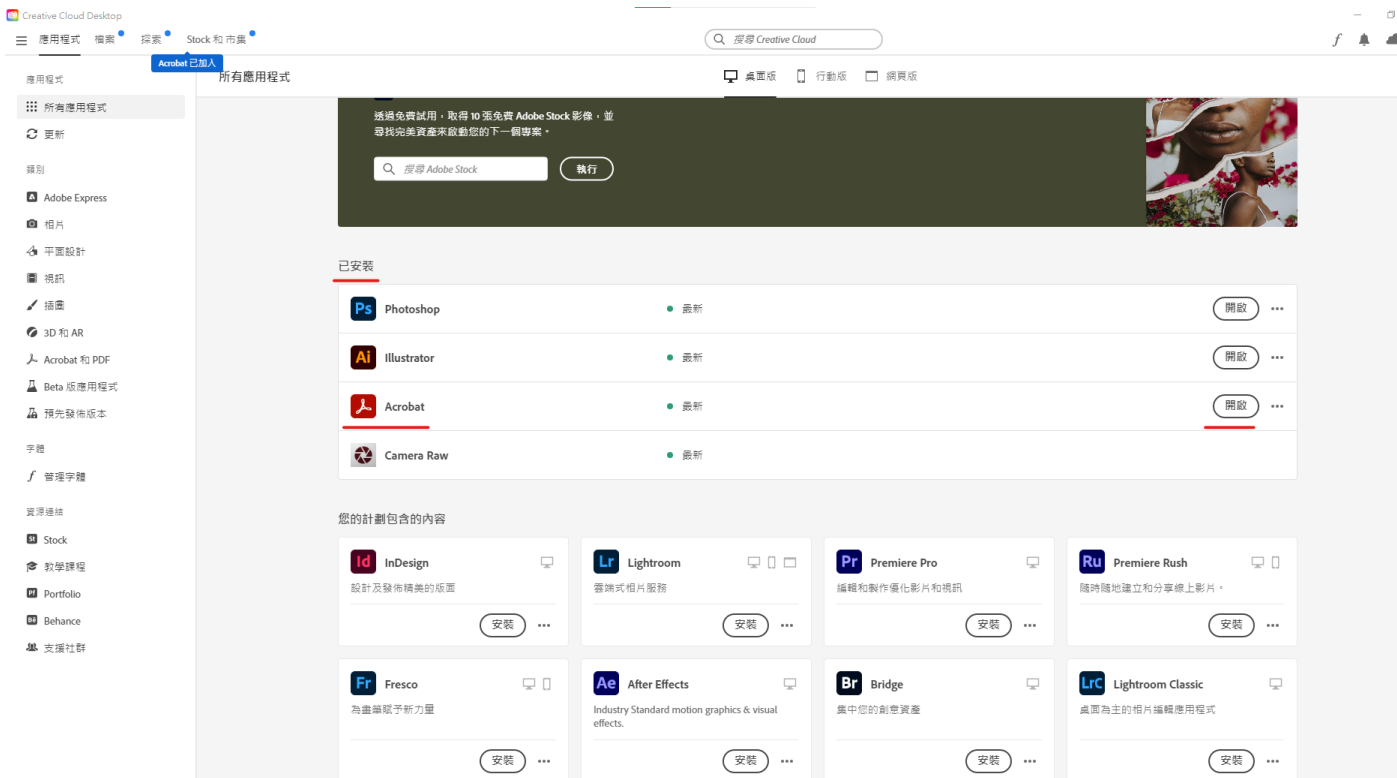 Creative Cloud Desktop
應用程式 檔案 探索 Stock 和 市集
搜尋 Creative Cloud
Acrobat 已加入
應用程式
所有應用程式
更新
類別
Adobe Express
相片
平面設計
視訊
插圖
3D 和 AR
Acrobat 和 PDF
Beta 版應用程式
預先發佈版本
字體
管理字體
資源連結
Stock
教學課程
Portfolio
Behance
支援社群
所有應用程式
桌面版 行動版 網頁版
透過免費試用,取得 10 張免費 Adobe Stock 影像,並
尋找完美資產來啟動您的下一個專案。
搜尋 Adobe Stock 執行
已安裝
Ps Photoshop 最新 開啟
Ai Illustrator 最新 開啟
Acrobat 最新 開啟
Camera Raw 最新
您的計劃包含的內容
Id InDesign
設計及發佈精美的版面
安裝
Lr Lightroom
雲端式相片服務
安裝
Pr Premiere Pro
編輯和製作優化影片和視訊
安裝
Ru Premiere Rush
隨時隨地建立和分享線上影片。
安裝
Fr Fresco
為畫筆賦予新力量
安裝
Ae After Effects
Industry Standard motion graphics & visual
effects.
安裝
Br Bridge
集中您的創意資產
安裝
LrC Lightroom Classic
桌面為主的相片編輯應用程式
安裝